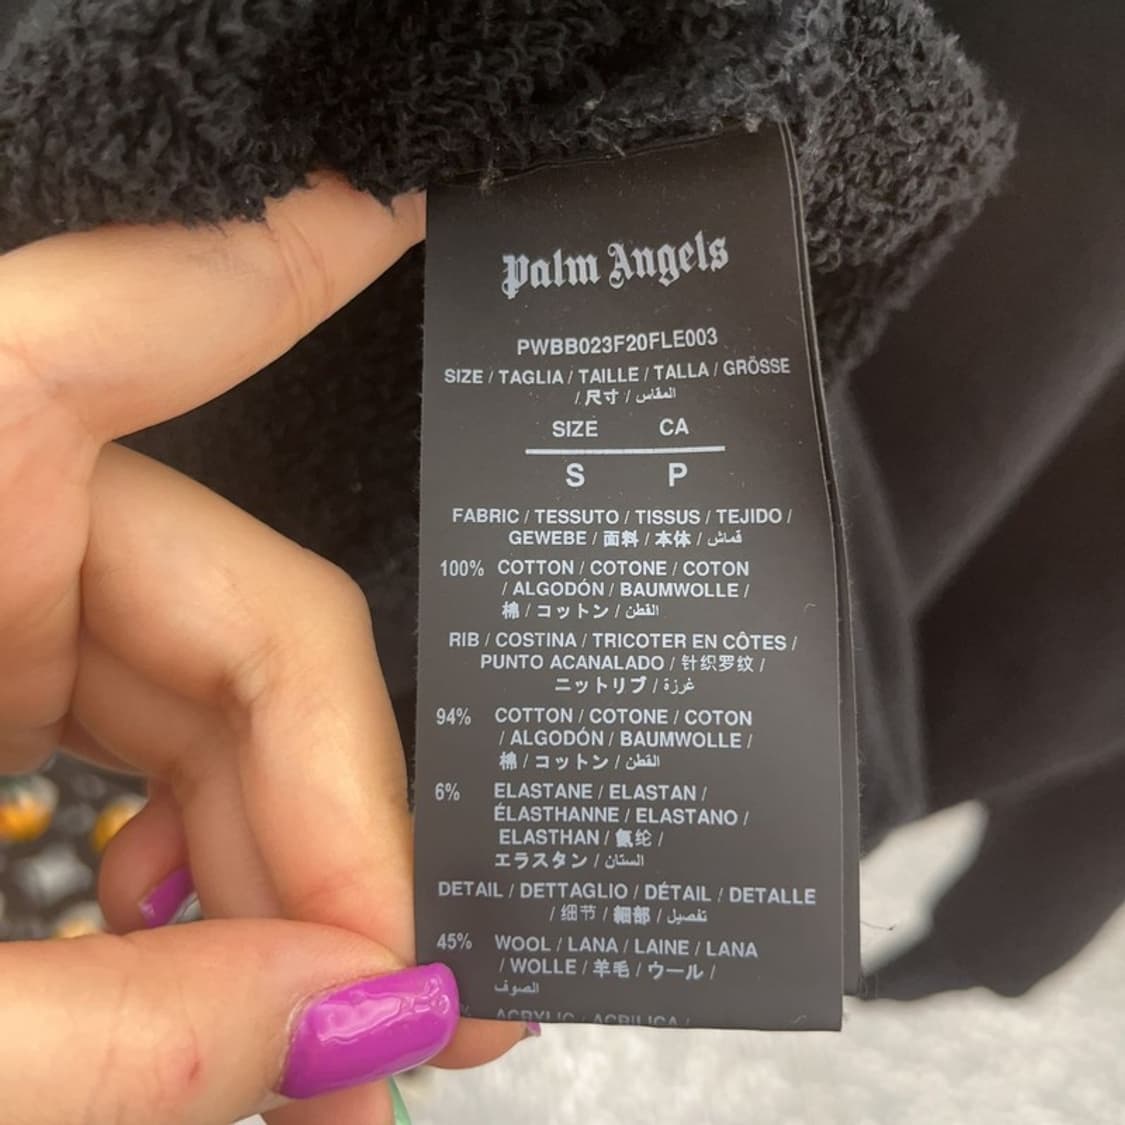 Palm Angels
PWBB023F20FLE003
SIZE / TAGLIA / TAILLE / TALLA / GRÖSSE
/ 尺寸 / المقاس
SIZE CA
S P
FABRIC / TESSUTO / TISSUS / TEJIDO /
GEWEBE / 面料 / 本体 / قماش
100% COTTON / COTONE / COTON
/ ALGODÓN / BAUMWOLLE /
棉 / コットン / القطن
RIB / COSTINA / TRICOTER EN CÔTES /
PUNTO ACANALADO / 针织罗纹 /
ニットリブ / غرزة
94% COTTON / COTONE / COTON
/ ALGODÓN / BAUMWOLLE /
棉 / コットン / القطن
6% ELASTANE / ELASTAN /
ÉLASTHANNE / ELASTANO /
ELASTHAN / 氨纶 /
エラスタン / الستان
DETAIL / DETTAGLIO / DÉTAIL / DETALLE
/ 细节 / 細部 / تفصيل
45% WOOL / LANA / LAINE / LANA
/ WOLLE / 羊毛 / ウール /
الصوف
ACRYLIC / ACRILICA /